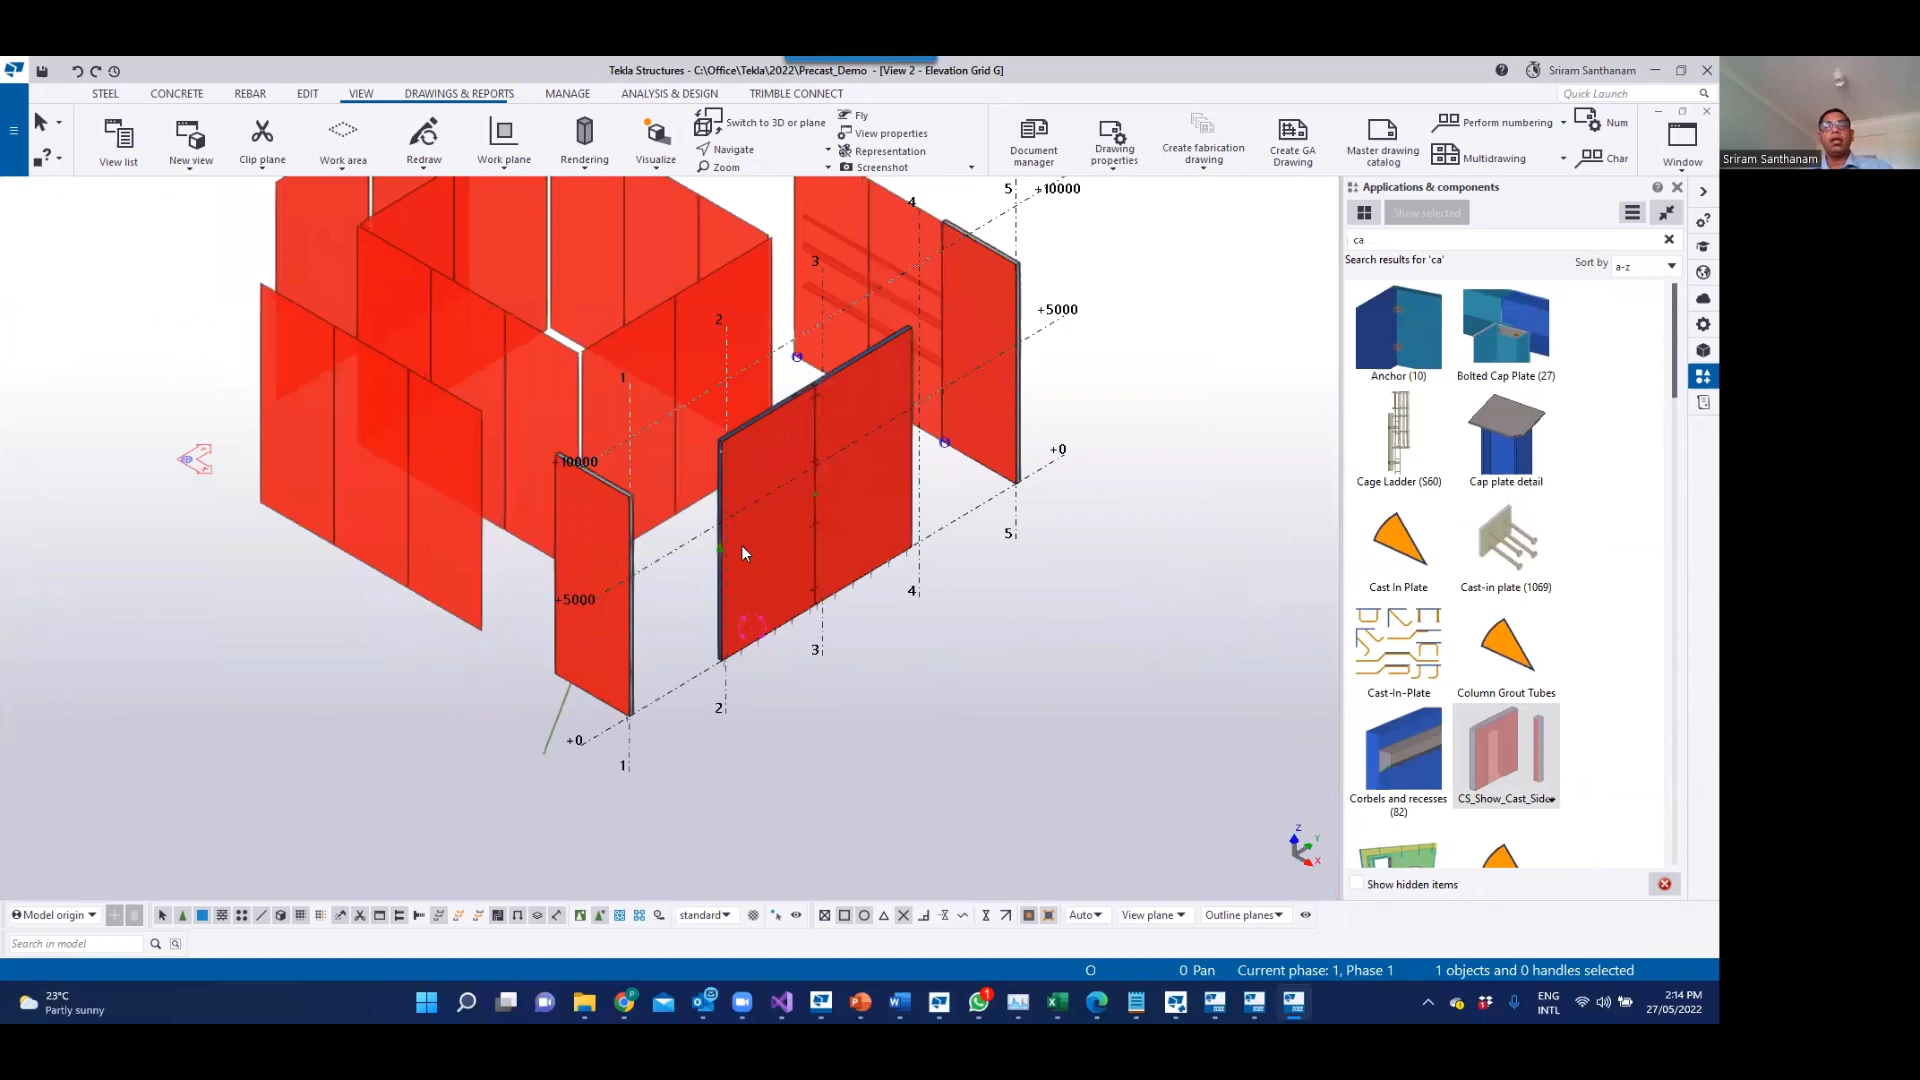 Tekla Structures - C:\Office\Tekla\2022\Precast_Demo - [View 2 - Elevation Grid G]
Sriram Santhanam
STEEL CONCRETE REBAR EDIT VIEW DRAWINGS & REPORTS MANAGE ANALYSIS & DESIGN TRIMBLE CONNECT
Quick Launch
View list
New view
Clip plane
Work area
Redraw
Work plane
Rendering
Visualize
Switch to 3D or plane
Navigate
Zoom
Fly
View properties
Representation
Screenshot
Document manager
Drawing properties
Create fabrication drawing
Create GA Drawing
Master drawing catalog
Perform numbering
Multidrawing
Num
Char
Window
Sriram Santhanam
Applications & components
Show selected
ca
Search results for 'ca'
Sort by
a-z
Anchor (10)
Bolted Cap Plate (27)
Cage Ladder (S60)
Cap plate detail
Cast In Plate
Cast-in plate (1069)
Cast-In-Plate
Column Grout Tubes
Corbels and recesses (82)
CS_Show_Cast_Side
Show hidden items
5 +10000
4
3
+5000
2
1
+10000
+0
5
+5000
4
3
2
+0
1
Z
Y
X
Model origin
standard
Auto
View plane
Outline planes
Search in model
O
0 Pan
Current phase: 1, Phase 1
1 objects and 0 handles selected
23°C
Partly sunny
1
ENG
INTL
2:14 PM
27/05/2022